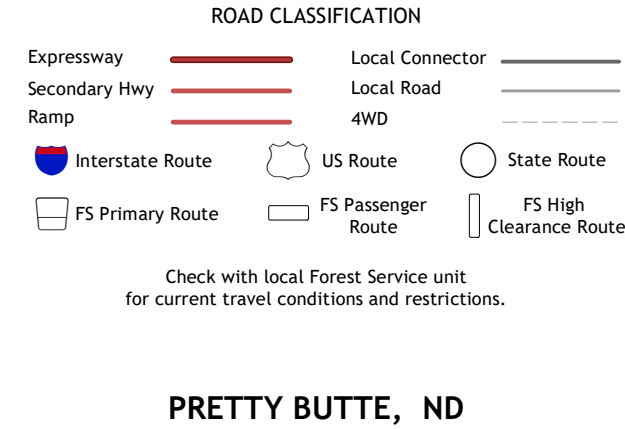 ROAD CLASSIFICATION
Expressway
Local Connector
Secondary Hwy
Local Road
Ramp
4WD
Interstate Route
US Route
State Route
FS Primary Route
FS Passenger
Route
FS High
Clearance Route
Check with local Forest Service unit
for current travel conditions and restrictions.
PRETTY BUTTE, ND